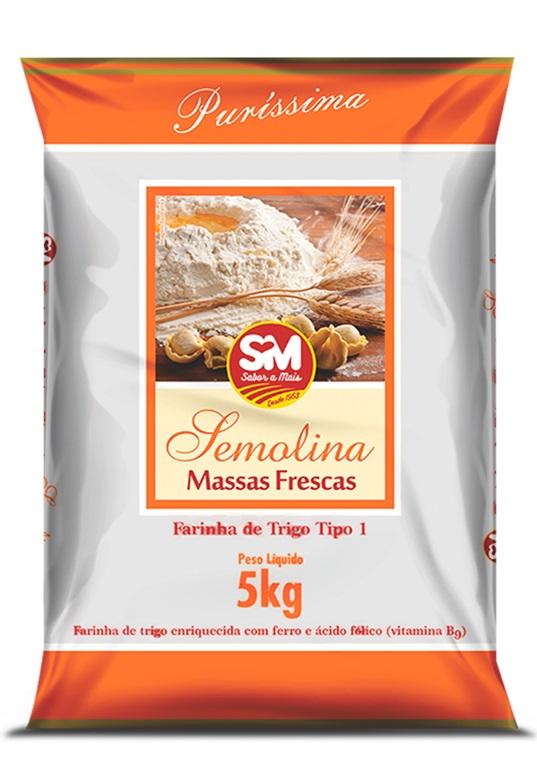 Puríssima
SM
Sabor a Mais
Desde 1953
Semolina
Massas Frescas
Farinha de Trigo Tipo 1
Peso Líquido
5kg
Farinha de trigo enriquecida com ferro e ácido fólico (vitamina B9)